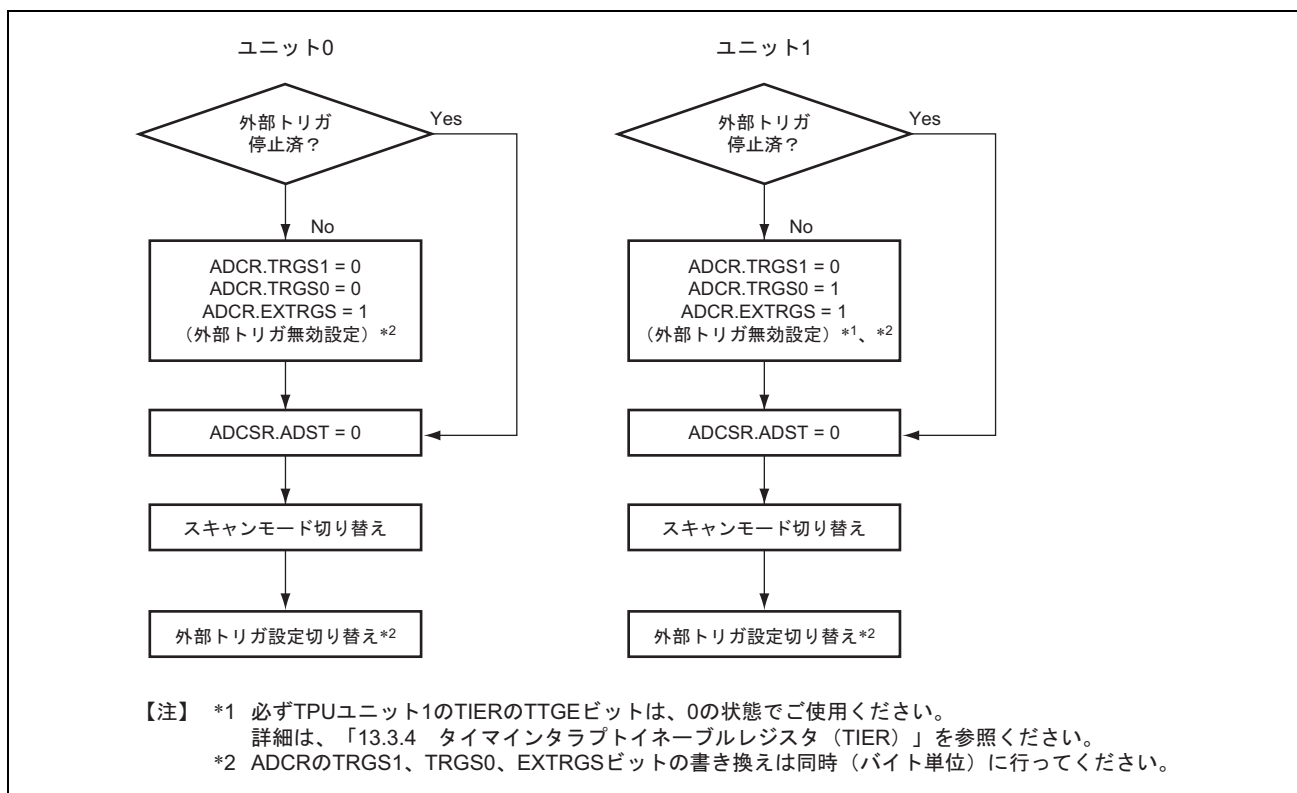 ユニット0
外部トリガ
停止済？
Yes
No
ADCR.TRGS1 = 0
ADCR.TRGS0 = 0
ADCR.EXTRGS = 1
（外部トリガ無効設定）*2
ADCSR.ADST = 0
スキャンモード切り替え
外部トリガ設定切り替え*2
ユニット1
外部トリガ
停止済？
Yes
No
ADCR.TRGS1 = 0
ADCR.TRGS0 = 1
ADCR.EXTRGS = 1
（外部トリガ無効設定）*1、*2
ADCSR.ADST = 0
スキャンモード切り替え
外部トリガ設定切り替え*2
【注】 *1 必ずTPUユニット1のTIERのTTGEビットは、0の状態でご使用ください。
詳細は、「13.3.4 タイマインタラプトイネーブルレジスタ（TIER）」を参照ください。
*2 ADCRのTRGS1、TRGS0、EXTRGSビットの書き換えは同時（バイト単位）に行ってください。